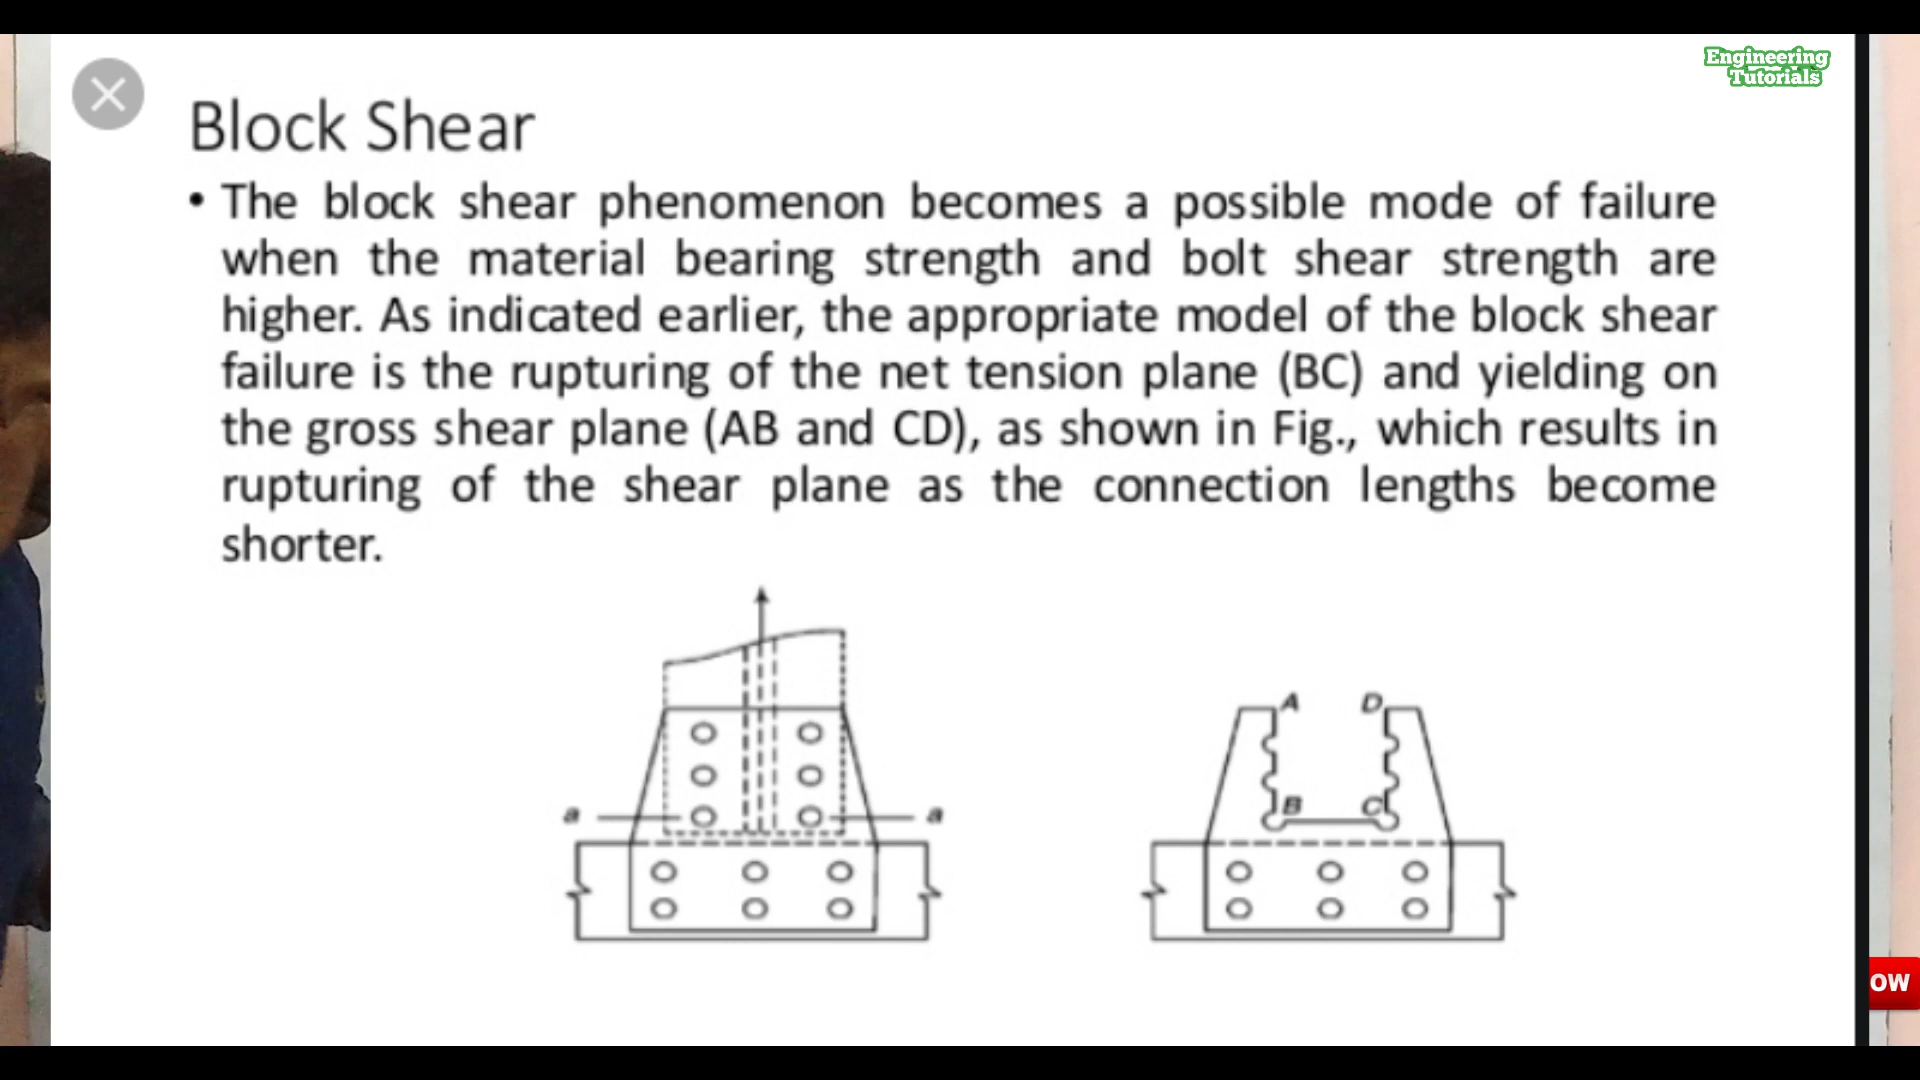 Engineering
Tutorials
Block Shear
• The block shear phenomenon becomes a possible mode of failure
when the material bearing strength and bolt shear strength are
higher. As indicated earlier, the appropriate model of the block shear
failure is the rupturing of the net tension plane (BC) and yielding on
the gross shear plane (AB and CD), as shown in Fig., which results in
rupturing of the shear plane as the connection lengths become
shorter.
A D
a a
B C
OW